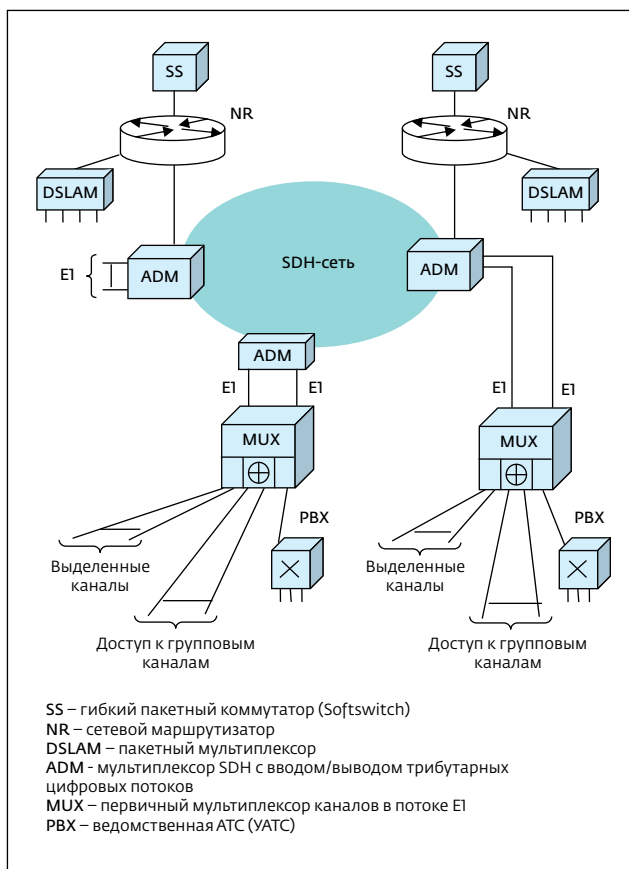 SS
SS
NR
NR
DSLAM
DSLAM
SDH-сеть
E1
ADM
ADM
ADM
E1
E1
E1
E1
MUX
MUX
PBX
PBX
Выделенные
каналы
Выделенные
каналы
Доступ к групповым
каналам
Доступ к групповым
каналам
SS – гибкий пакетный коммутатор (Softswitch)
NR – сетевой маршрутизатор
DSLAM – пакетный мультиплексор
ADM - мультиплексор SDH с вводом/выводом трибутарных
цифровых потоков
MUX – первичный мультиплексор каналов в потоке E1
PBX – ведомственная АТС (УАТС)